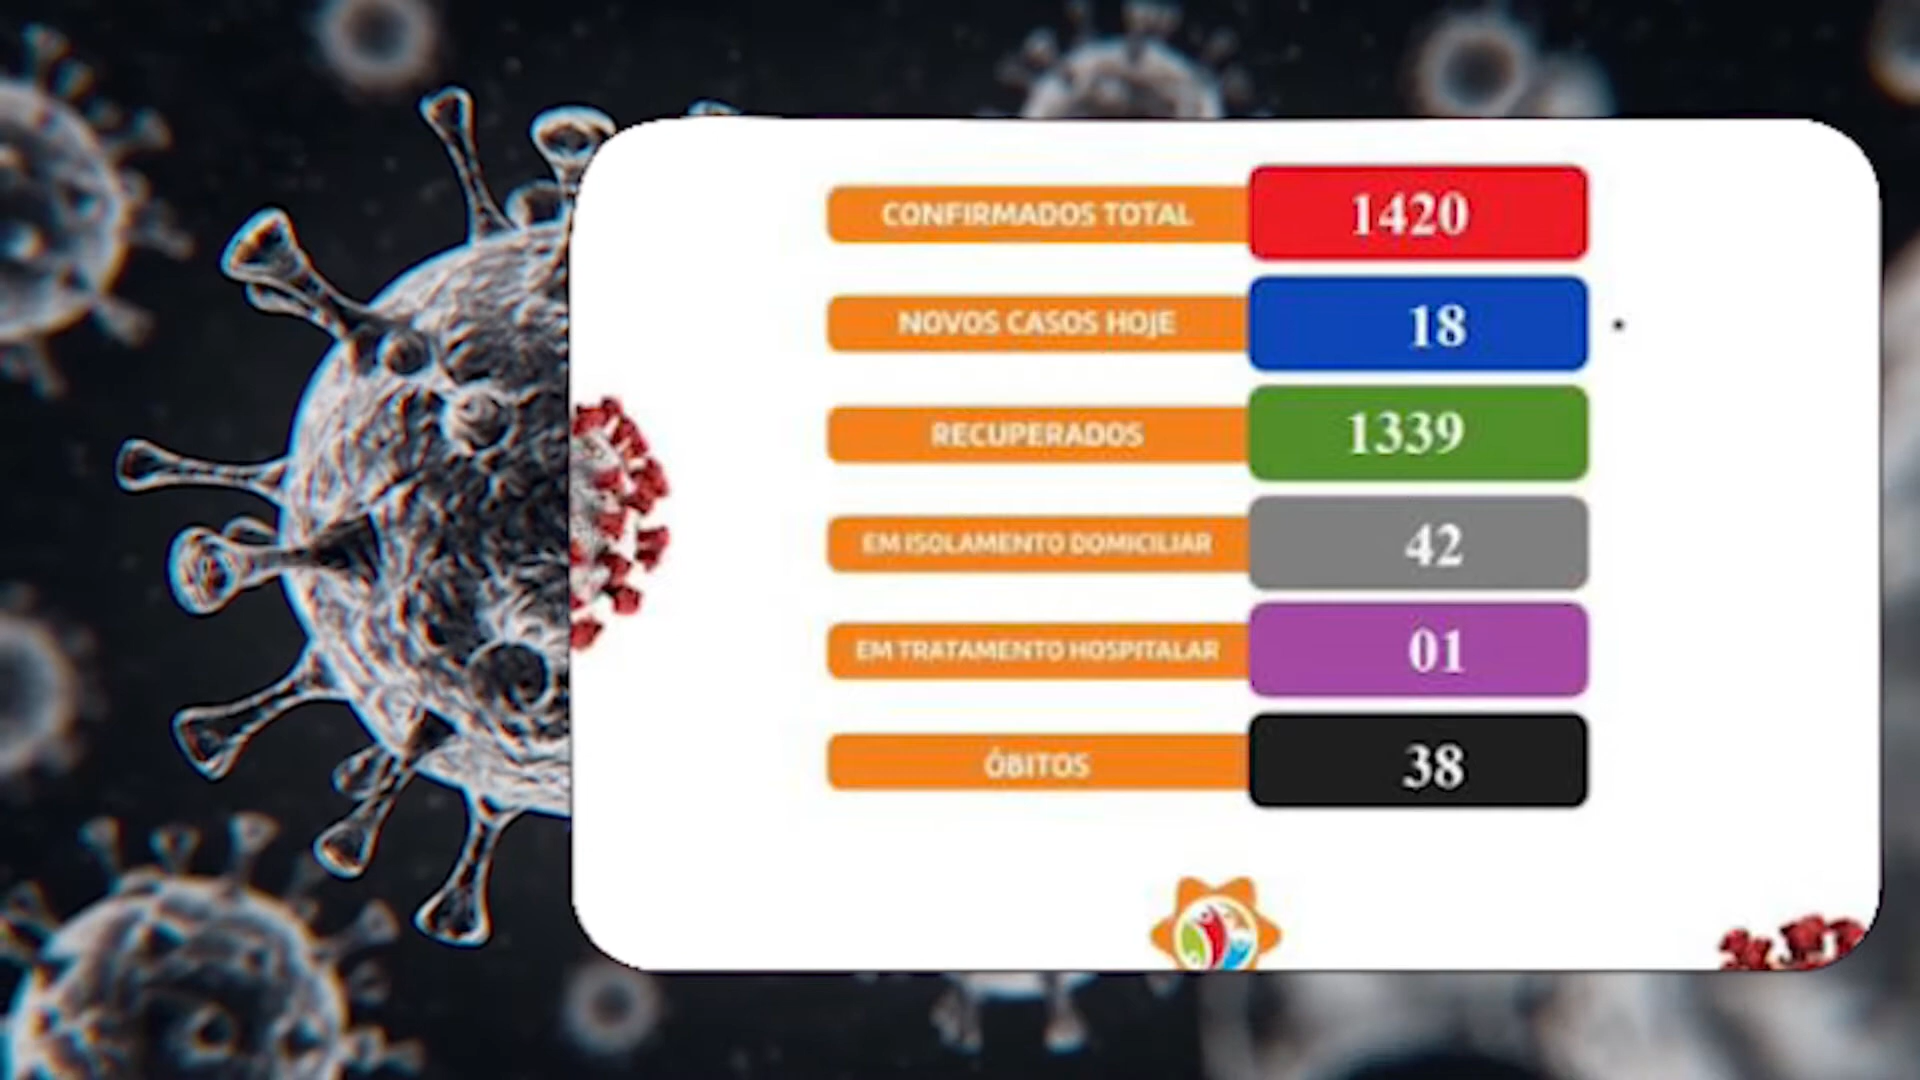 CONFIRMADOS TOTAL 1420
NOVOS CASOS HOJE 18
RECUPERADOS 1339
EM ISOLAMENTO DOMICILIAR 42
EM TRATAMENTO HOSPITALAR 01
ÓBITOS 38